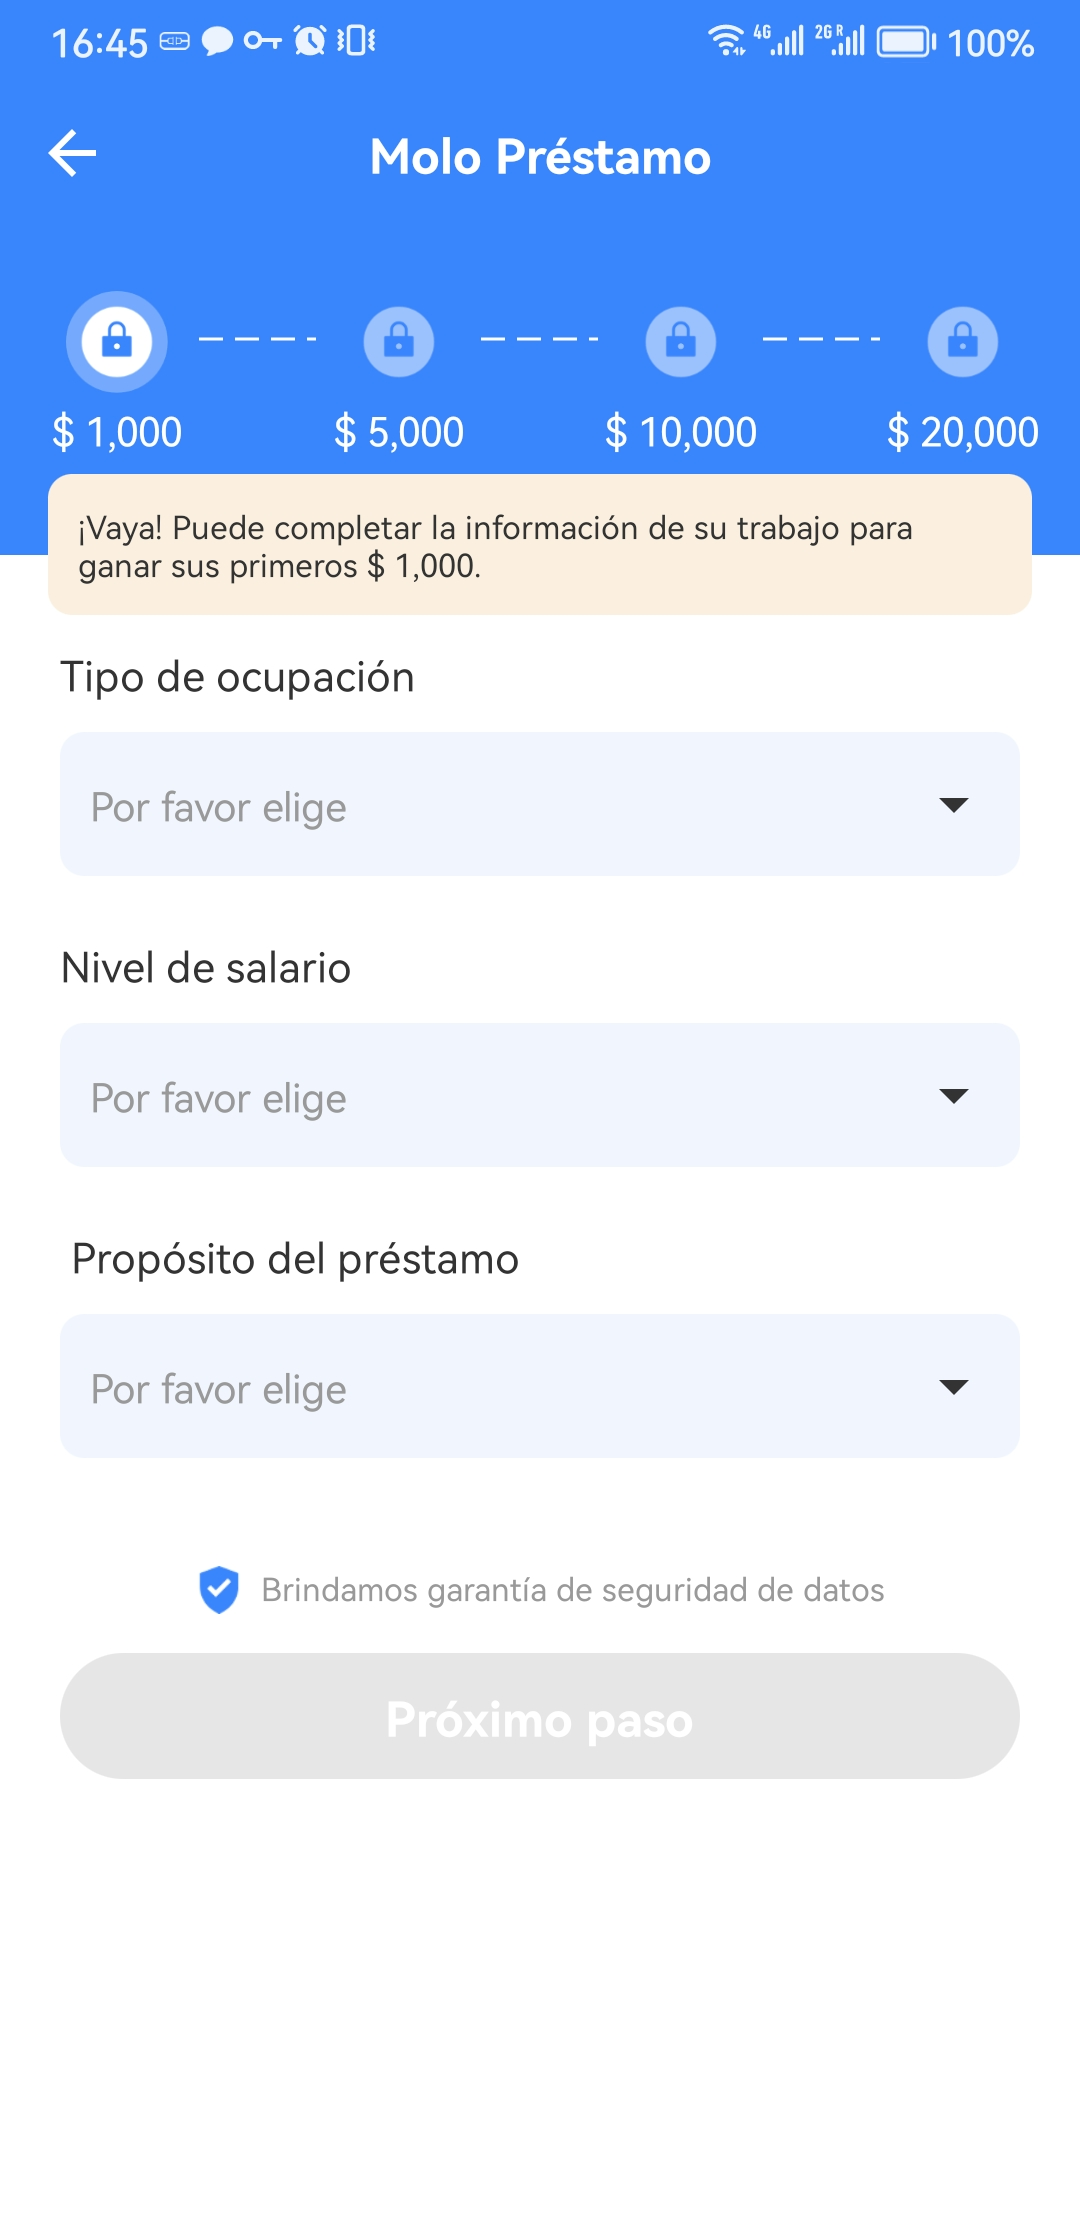 16:45 4G 2G R 100%
Molo Préstamo
$ 1,000 $ 5,000 $ 10,000 $ 20,000
¡Vaya! Puede completar la información de su trabajo para
ganar sus primeros $ 1,000.
Tipo de ocupación
Por favor elige
Nivel de salario
Por favor elige
Propósito del préstamo
Por favor elige
Brindamos garantía de seguridad de datos
Próximo paso